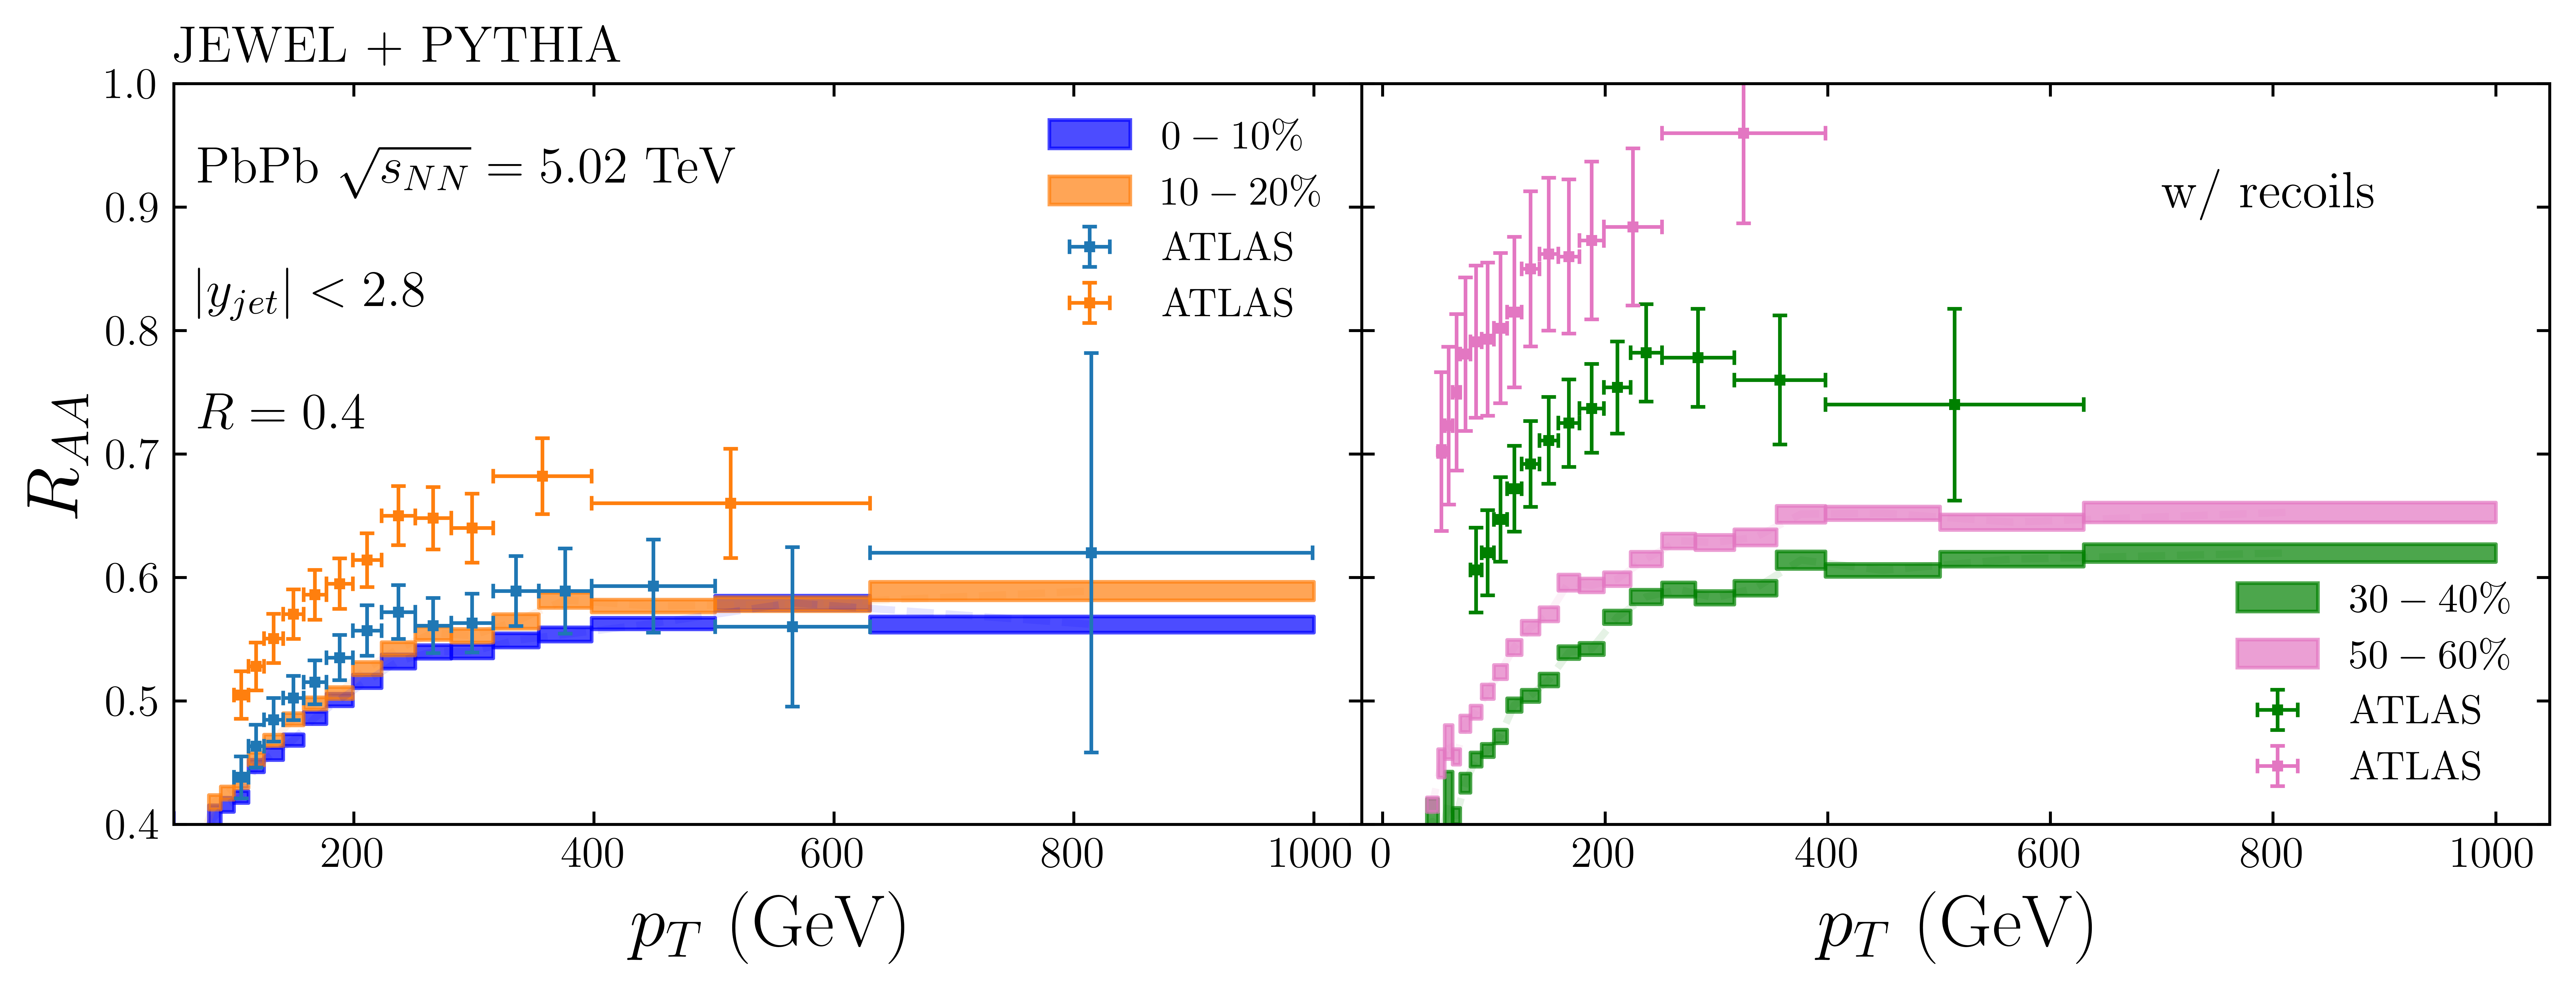 JEWEL + PYTHIA
PbPb √s_NN = 5.02 TeV
|y_jet| < 2.8
R = 0.4
R_AA
1.0
0.9
0.8
0.7
0.6
0.5
0.4
0 − 10%
10 − 20%
ATLAS
ATLAS
200 400 600 800 1000
p_T (GeV)
w/ recoils
30 − 40%
50 − 60%
ATLAS
ATLAS
0 200 400 600 800 1000
p_T (GeV)